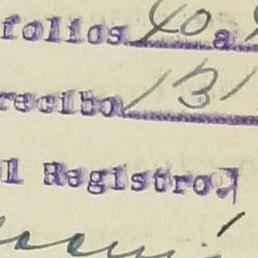 folios 40 a
recibo 131
l Registro.